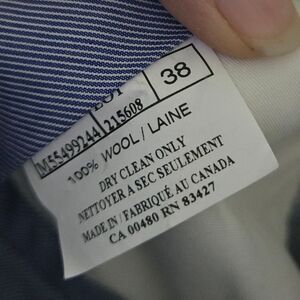 LOT 38
M55499244 215608
100% WOOL / LAINE
DRY CLEAN ONLY
NETTOYER A SEC SEULEMENT
MADE IN / FABRIQUÉ AU CANADA
CA 00480 RN 83427